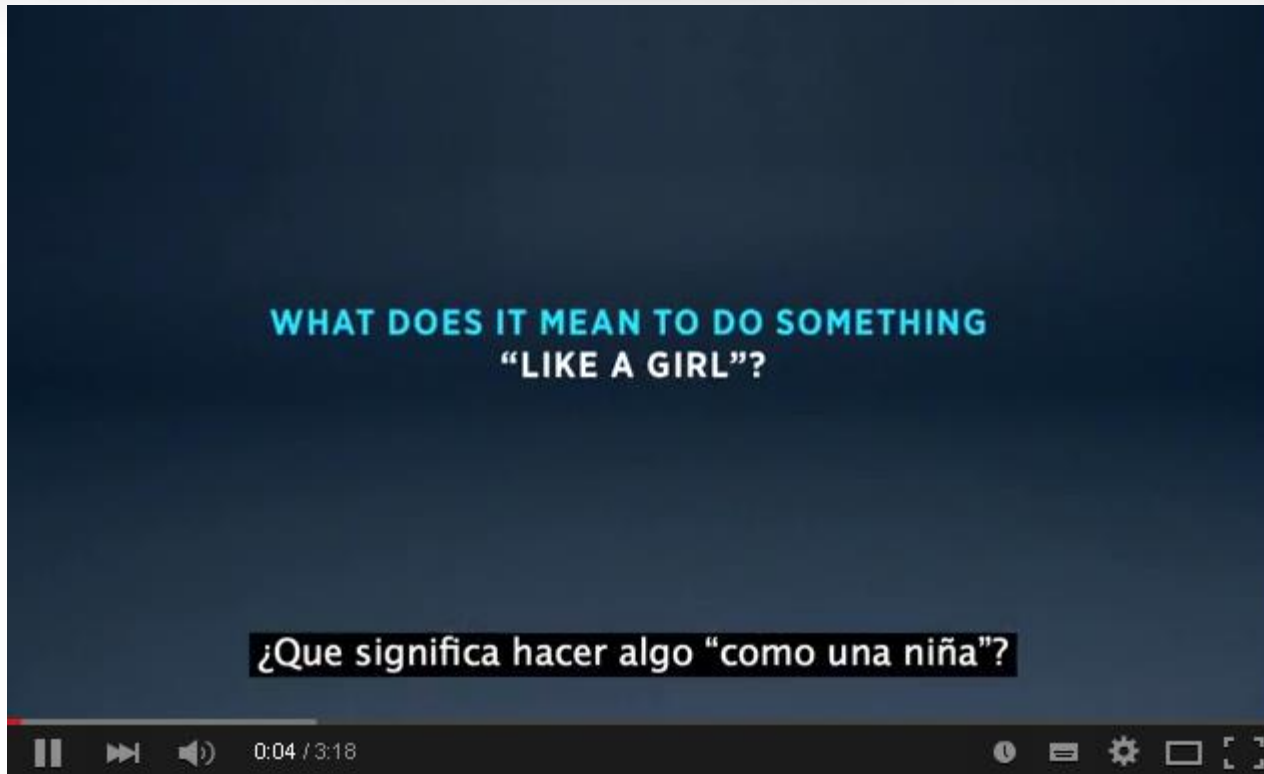 WHAT DOES IT MEAN TO DO SOMETHING
“LIKE A GIRL”?
¿Que significa hacer algo “como una niña”?
0:04 / 3:18